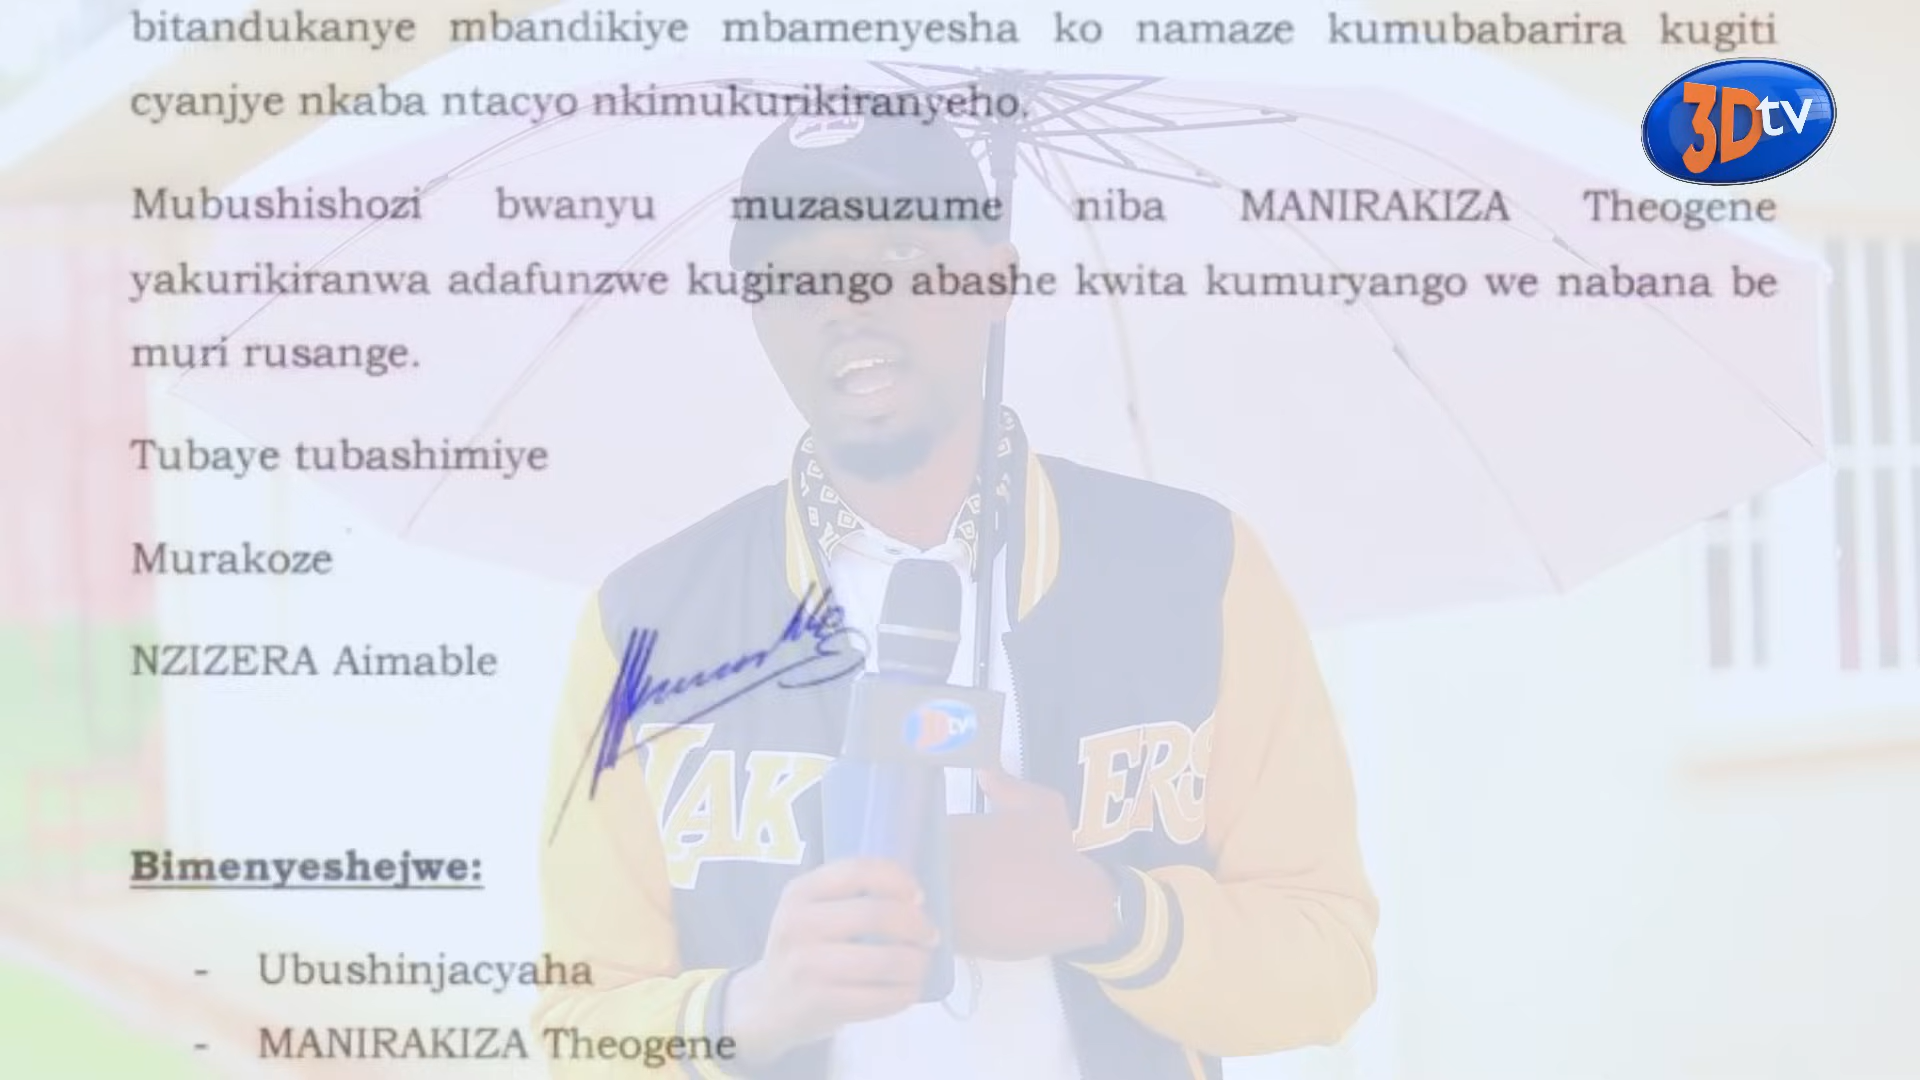 bitandukanye mbandikiye mbamenyesha ko namaze kumubabarira kugiti
cyanjye nkaba ntacyo nkimukurikiranyeho.
3Dtv
Mubushishozi bwanyu muzasuzume niba MANIRAKIZA Theogene
yakurikiranwa adafunzwe kugirango abashe kwita kumuryango we nabana be
muri rusange.
Tubaye tubashimiye
Murakoze
NZIZERA Aimable
3Dtv
LAKERS
Bimenyeshejwe:
- Ubushinjacyaha
- MANIRAKIZA Theogene